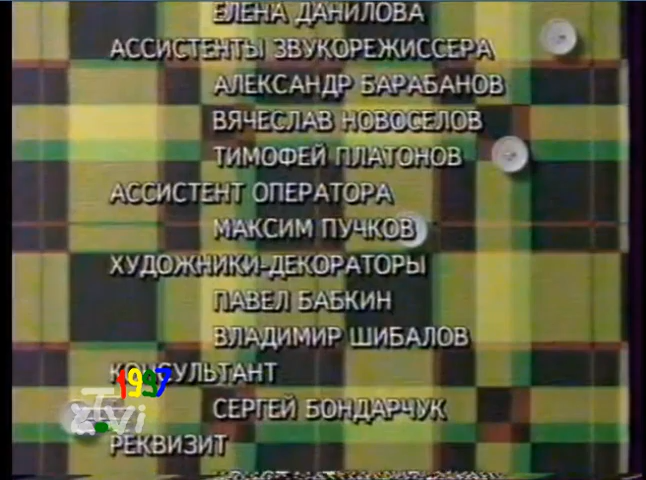 ЕЛЕНА ДАНИЛОВА
АССИСТЕНТЫ ЗВУКОРЕЖИССЕРА
АЛЕКСАНДР БАРАБАНОВ
ВЯЧЕСЛАВ НОВОСЕЛОВ
ТИМОФЕЙ ПЛАТОНОВ
АССИСТЕНТ ОПЕРАТОРА
МАКСИМ ПУЧКОВ
ХУДОЖНИКИ-ДЕКОРАТОРЫ
ПАВЕЛ БАБКИН
ВЛАДИМИР ШИБАЛОВ
КОНСУЛЬТАНТ
1997
СЕРГЕЙ БОНДАРЧУК
РЕКВИЗИТ